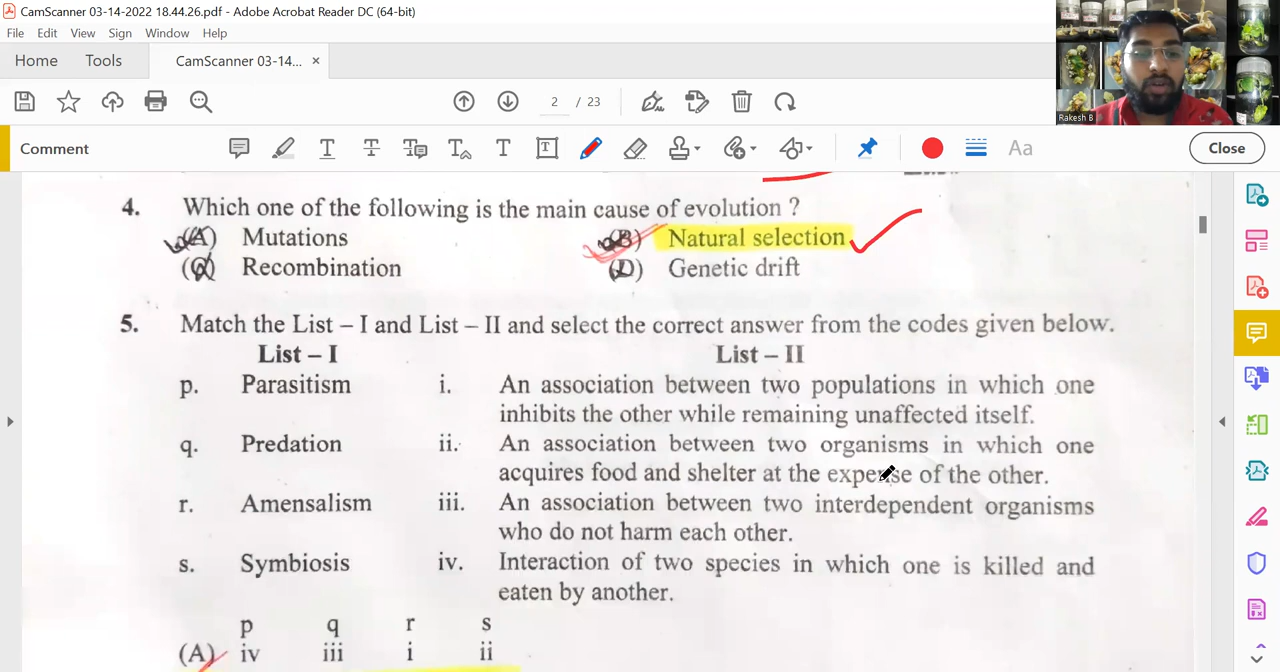 CamScanner 03-14-2022 18.44.26.pdf - Adobe Acrobat Reader DC (64-bit)
File Edit View Sign Window Help
Home Tools CamScanner 03-14... ×
2 / 23
Rakesh B
Comment
T T T T T T Aa Close
4. Which one of the following is the main cause of evolution ?
(A) Mutations (B) Natural selection
(C) Recombination (D) Genetic drift
5. Match the List – I and List – II and select the correct answer from the codes given below.
List – I List – II
p. Parasitism i. An association between two populations in which one
inhibits the other while remaining unaffected itself.
q. Predation ii. An association between two organisms in which one
acquires food and shelter at the expense of the other.
r. Amensalism iii. An association between two interdependent organisms
who do not harm each other.
s. Symbiosis iv. Interaction of two species in which one is killed and
eaten by another.
p q r s
(A) iv iii i ii